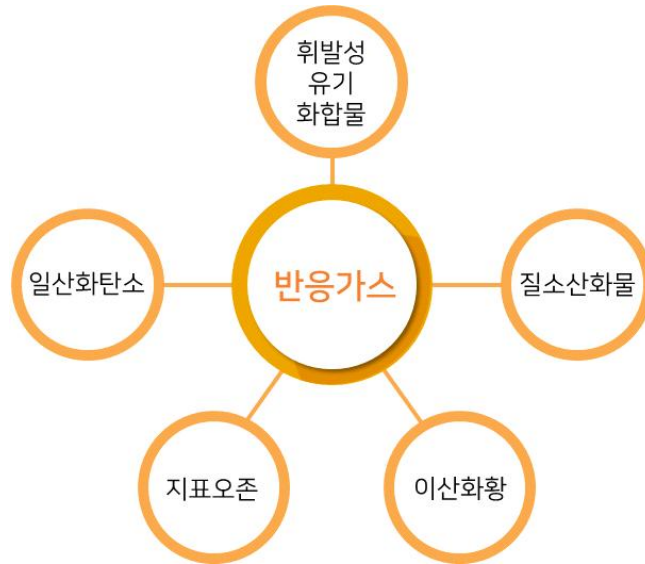 휘발성
유기
화합물
일산화탄소
반응가스
질소산화물
지표오존
이산화황